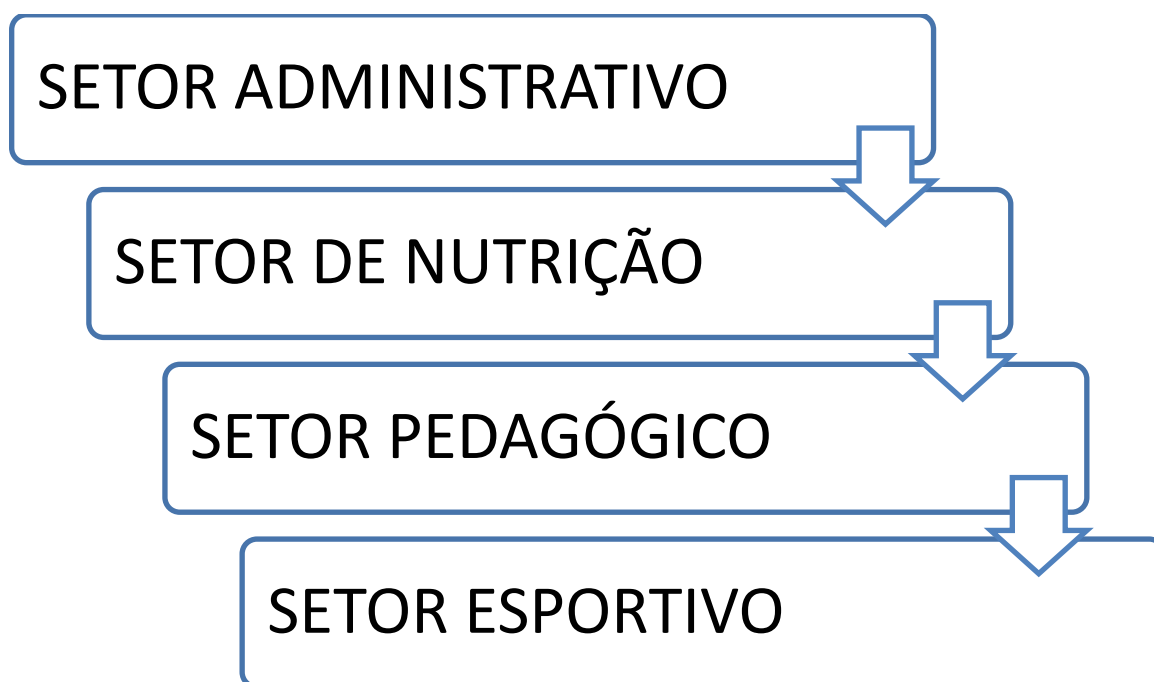 SETOR ADMINISTRATIVO
SETOR DE NUTRIÇÃO
SETOR PEDAGÓGICO
SETOR ESPORTIVO